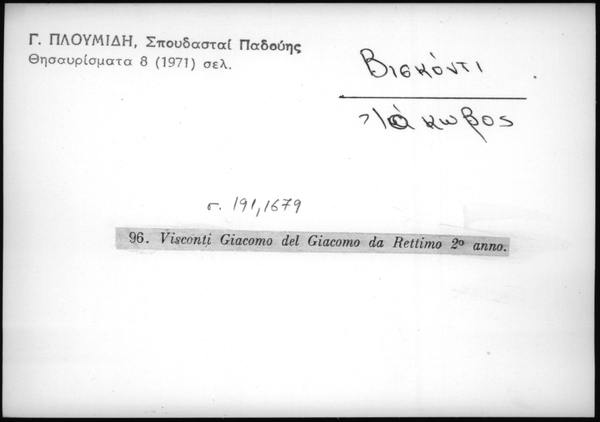 Γ. ΠΛΟΥΜΙΔΗ, Σπουδασταί Παδούης
Θησαυρίσματα 8 (1971) σελ.
Βισκόντι
Ἰάκωβος
σ. 191, 1679
96. Visconti Giacomo del Giacomo da Rettimo 2º anno.